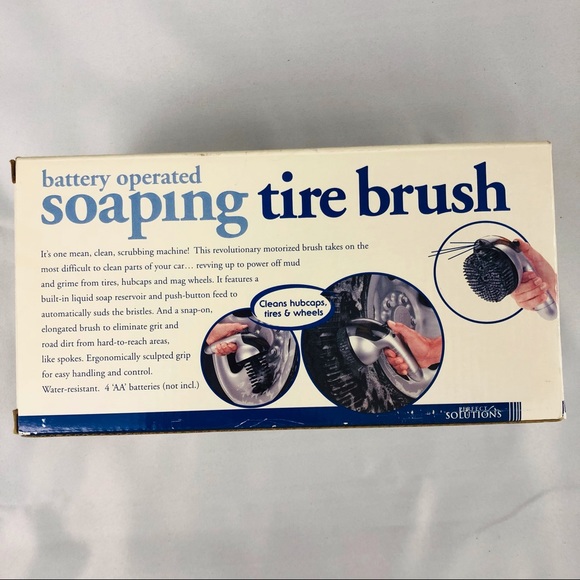 battery operated
soaping tire brush
It's one mean, clean, scrubbing machine! This revolutionary motorized brush takes on the
most difficult to clean parts of your car... revving up to power off mud
and grime from tires, hubcaps and mag wheels. It features a
built-in liquid soap reservoir and push-button feed to
automatically suds the bristles. And a snap-on,
elongated brush to eliminate grit and
road dirt from hard-to-reach areas,
like spokes. Ergonomically sculpted grip
for easy handling and control.
Water-resistant. 4 'AA' batteries (not incl.)
Cleans hubcaps,
tires & wheels
PERFECT
SOLUTIONS